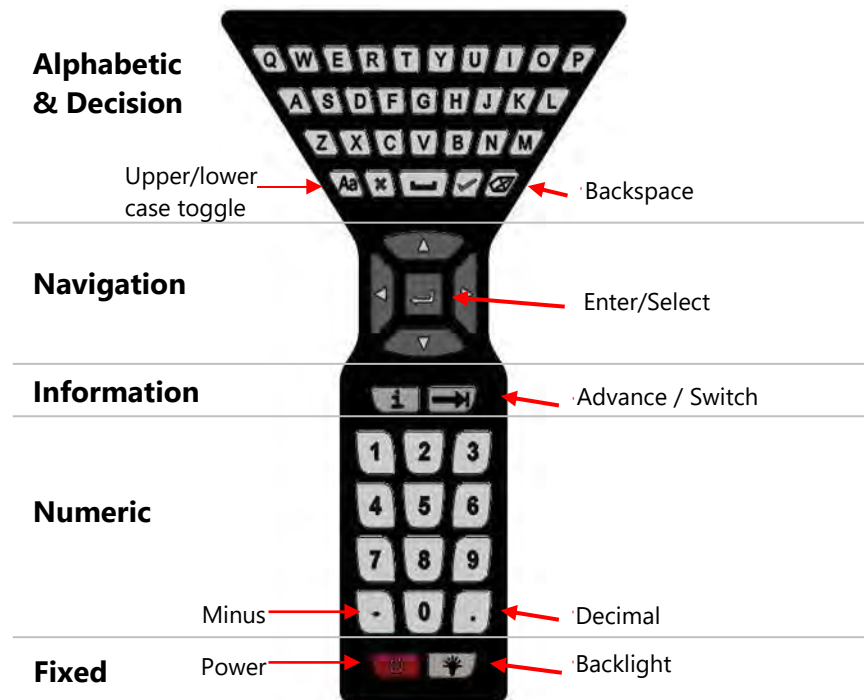 Alphabetic
& Decision
Q W E R T Y U I O P
A S D F G H J K L
Z X C V B N M
Upper/lower
case toggle
Aa
Backspace
Navigation
Enter/Select
Information
i
Advance / Switch
1 2 3
4 5 6
Numeric
7 8 9
Minus
- 0 .
Decimal
Fixed
Power
Backlight